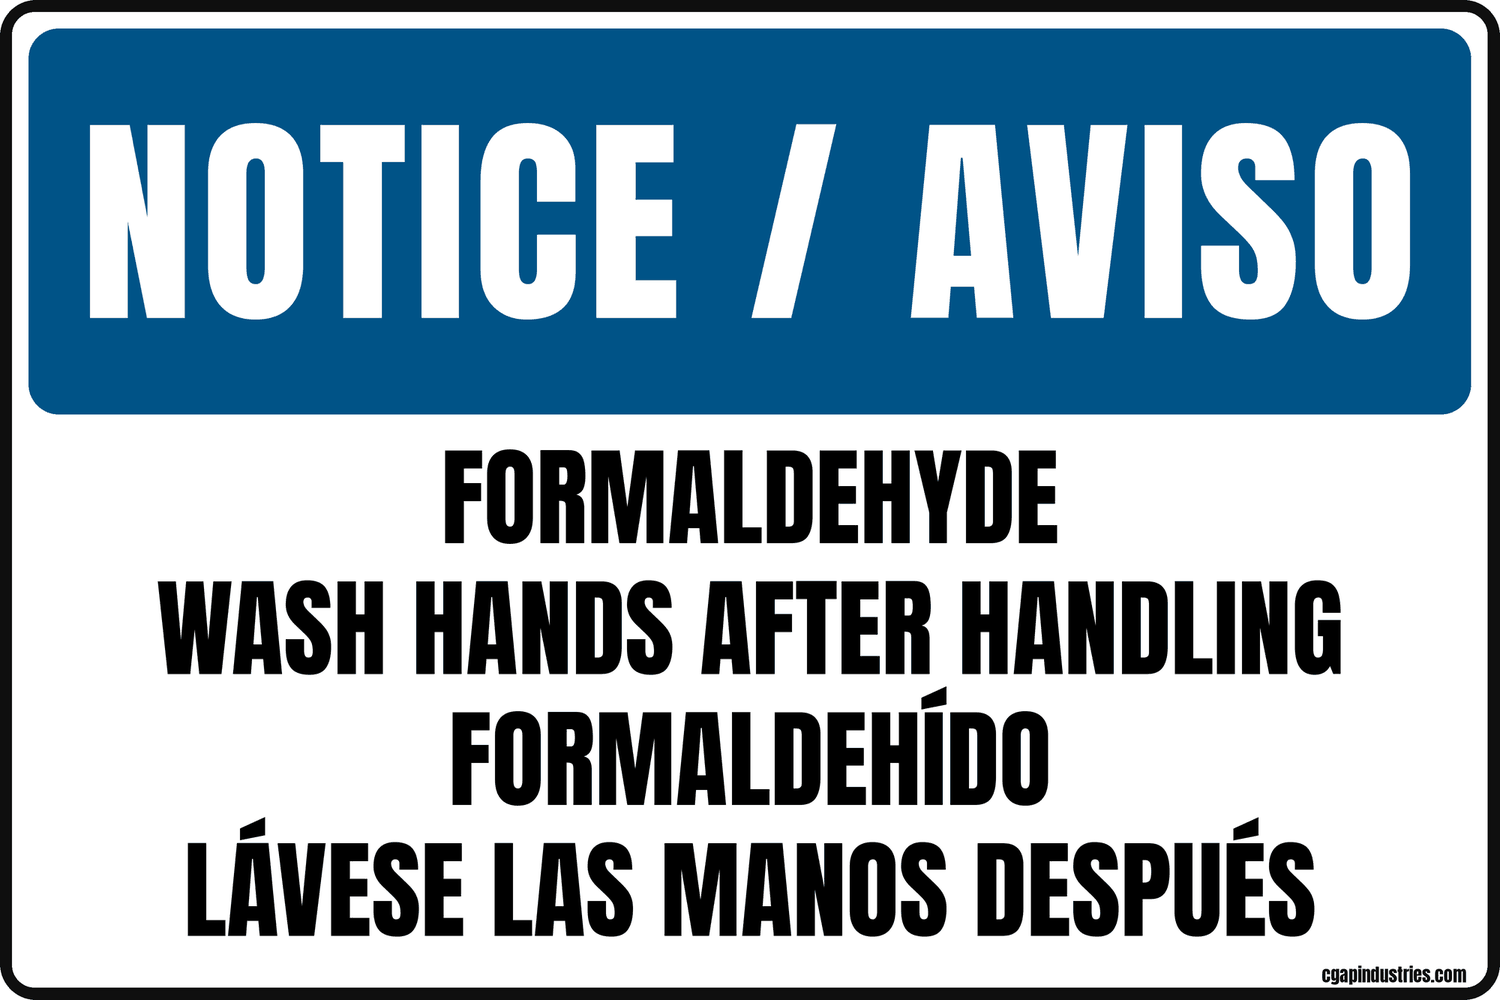 NOTICE / AVISO
FORMALDEHYDE
WASH HANDS AFTER HANDLING
FORMALDEHÍDO
LÁVESE LAS MANOS DESPUÉS
cgapindustries.com